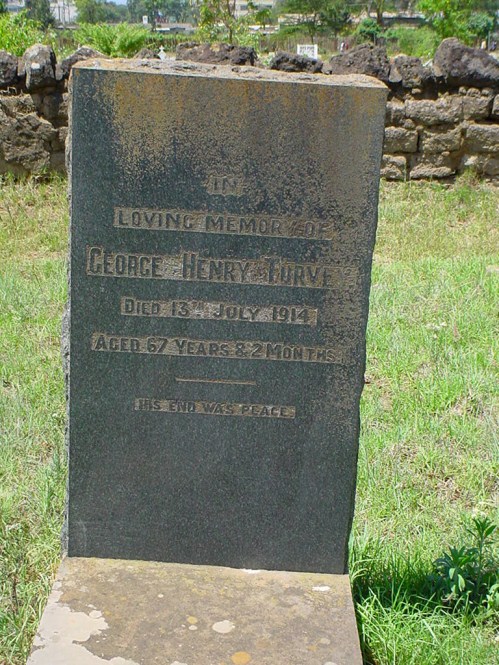 IN
LOVING MEMORY OF
GEORGE HENRY TURVEY
DIED 13TH JULY 1914
AGED 67 YEARS & 2 MONTHS
HIS END WAS PEACE.